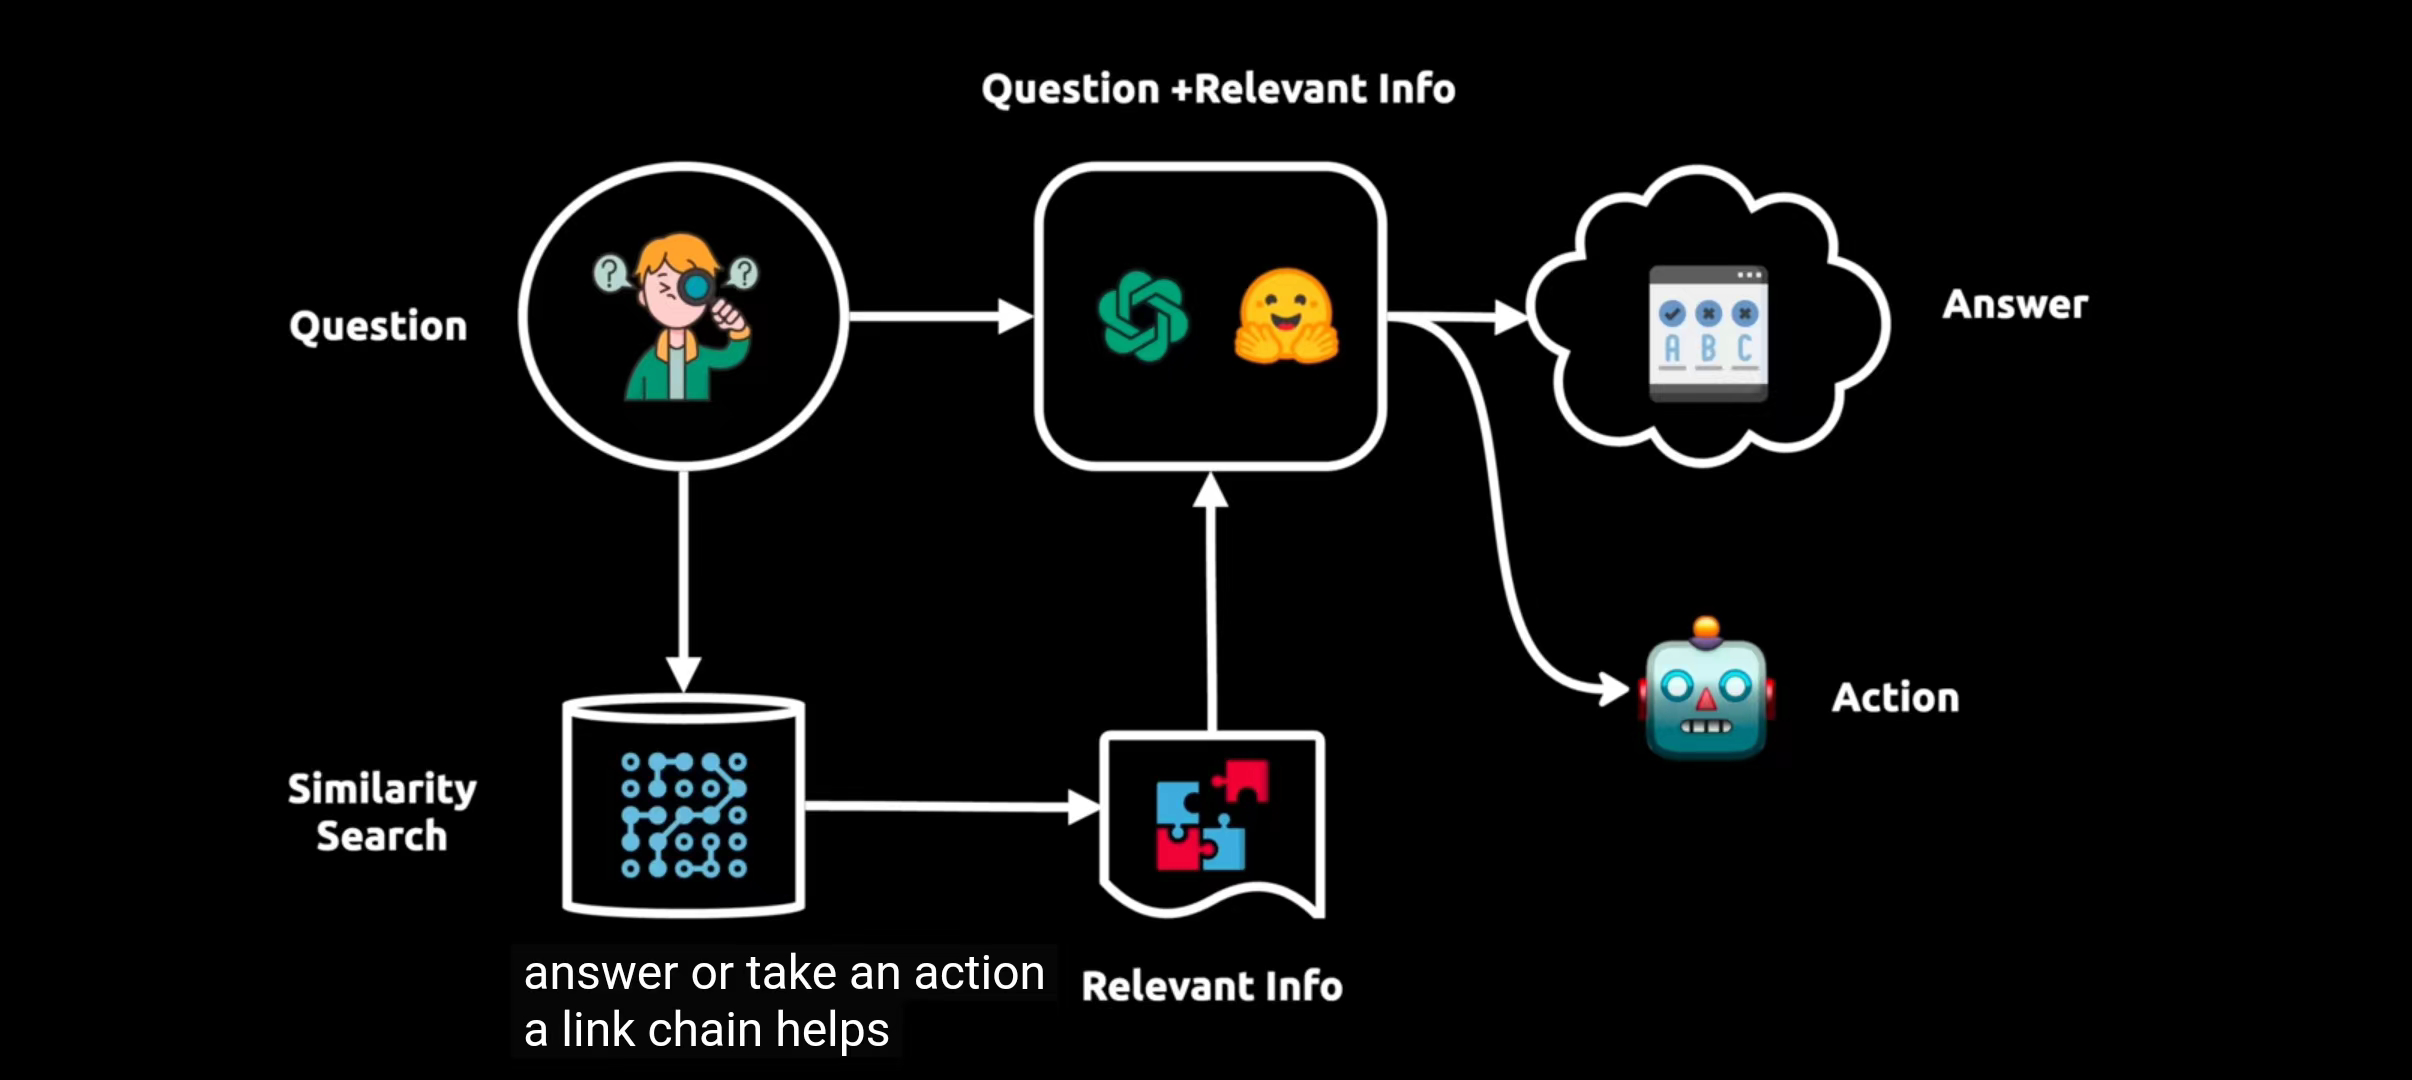 Question +Relevant Info
Question
? ?
A B C
Answer
Action
Similarity
Search
Relevant Info
answer or take an action
a link chain helps